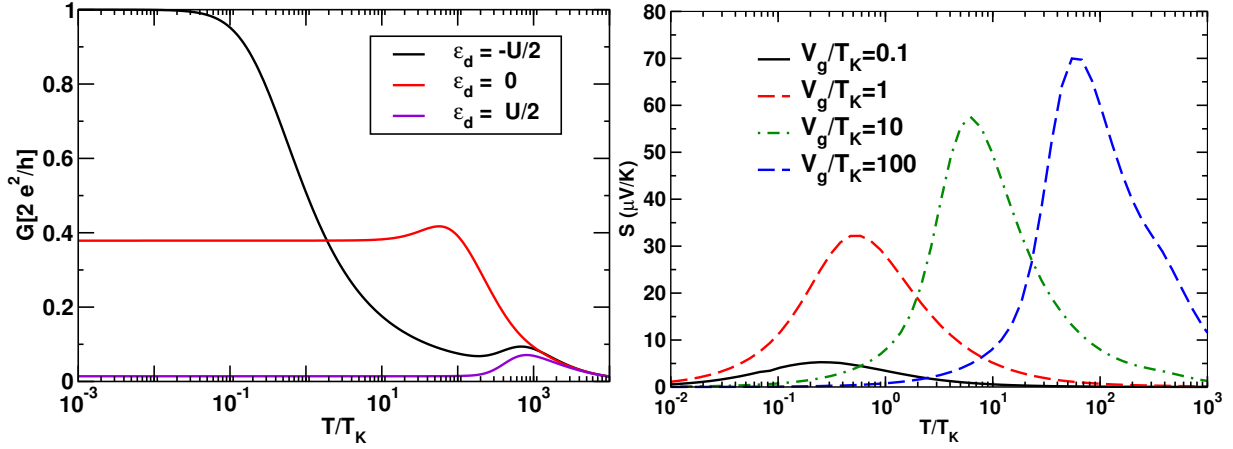 1
0.8
0.6
0.4
0.2
0
G[2 e²/h]
ε_d = -U/2
ε_d = 0
ε_d = U/2
10⁻³ 10⁻¹ 10¹ 10³
T/T_K
80
70
60
50
40
30
20
10
0
S (μV/K)
V_g/T_K=0.1
V_g/T_K=1
V_g/T_K=10
V_g/T_K=100
10⁻² 10⁻¹ 10⁰ 10¹ 10² 10³
T/T_K